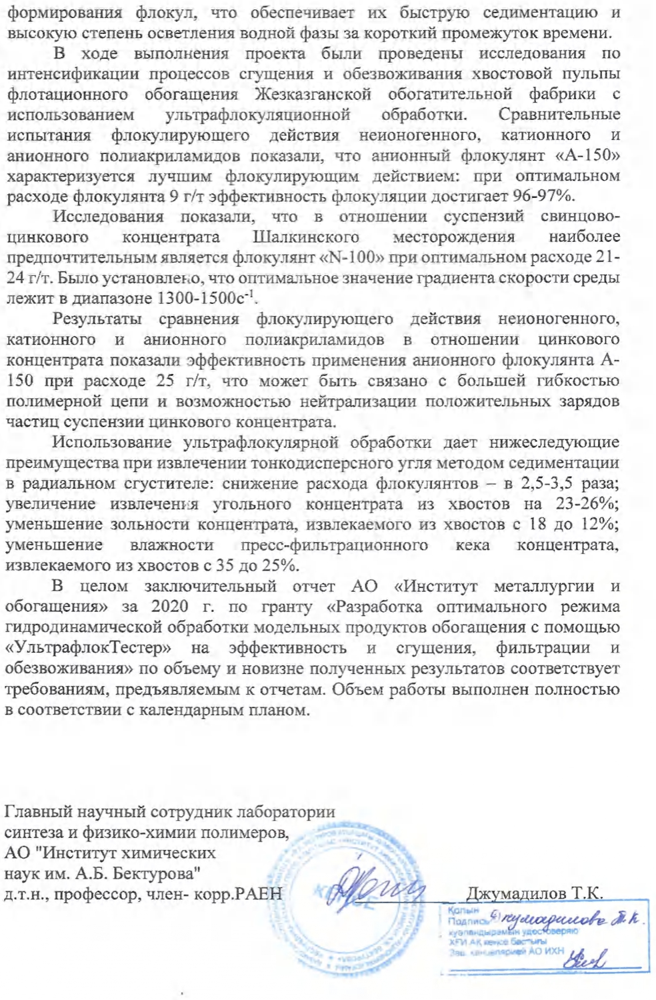 формирования флокул, что обеспечивает их быструю седиментацию и
высокую степень осветления водной фазы за короткий промежуток времени.
В ходе выполнения проекта были проведены исследования по
интенсификации процессов сгущения и обезвоживания хвостовой пульпы
флотационного обогащения Жезказганской обогатительной фабрики с
использованием ультрафлокуляционной обработки. Сравнительные
испытания флокулирующего действия неионогенного, катионного и
анионного полиакриламидов показали, что анионный флокулянт «А-150»
характеризуется лучшим флокулирующим действием: при оптимальном
расходе флокулянта 9 г/т эффективность флокуляции достигает 96-97%.
Исследования показали, что в отношении суспензий свинцово-
цинкового концентрата Шалкинского месторождения наиболее
предпочтительным является флокулянт «N-100» при оптимальном расходе 21-
24 г/т. Было установлено, что оптимальное значение градиента скорости среды
лежит в диапазоне 1300-1500с⁻¹.
Результаты сравнения флокулирующего действия неионогенного,
катионного и анионного полиакриламидов в отношении цинкового
концентрата показали эффективность применения анионного флокулянта А-
150 при расходе 25 г/т, что может быть связано с большей гибкостью
полимерной цепи и возможностью нейтрализации положительных зарядов
частиц суспензии цинкового концентрата.
Использование ультрафлокулярной обработки дает нижеследующие
преимущества при извлечении тонкодисперсного угля методом седиментации
в радиальном сгустителе: снижение расхода флокулянтов – в 2,5-3,5 раза;
увеличение извлечения угольного концентрата из хвостов на 23-26%;
уменьшение зольности концентрата, извлекаемого из хвостов с 18 до 12%;
уменьшение влажности пресс-фильтрационного кека концентрата,
извлекаемого из хвостов с 35 до 25%.
В целом заключительный отчет АО «Институт металлургии и
обогащения» за 2020 г. по гранту «Разработка оптимального режима
гидродинамической обработки модельных продуктов обогащения с помощью
«УльтрафлокТестер» на эффективность и сгущения, фильтрации и
обезвоживания» по объему и новизне полученных результатов соответствует
требованиям, предъявляемым к отчетам. Объем работы выполнен полностью
в соответствии с календарным планом.
Главный научный сотрудник лаборатории
синтеза и физико-химии полимеров,
АО "Институт химических
наук им. А.Б. Бектурова"
д.т.н., профессор, член- корр.РАЕН Джумадилов Т.К.
КЕҢСЕ
Қолын
Подпись Джумадилова Т.К.
куәландырамын удостоверяю
ХҒИ АҚ кеңсе бастығы
Зав. канцелярией АО ИХН